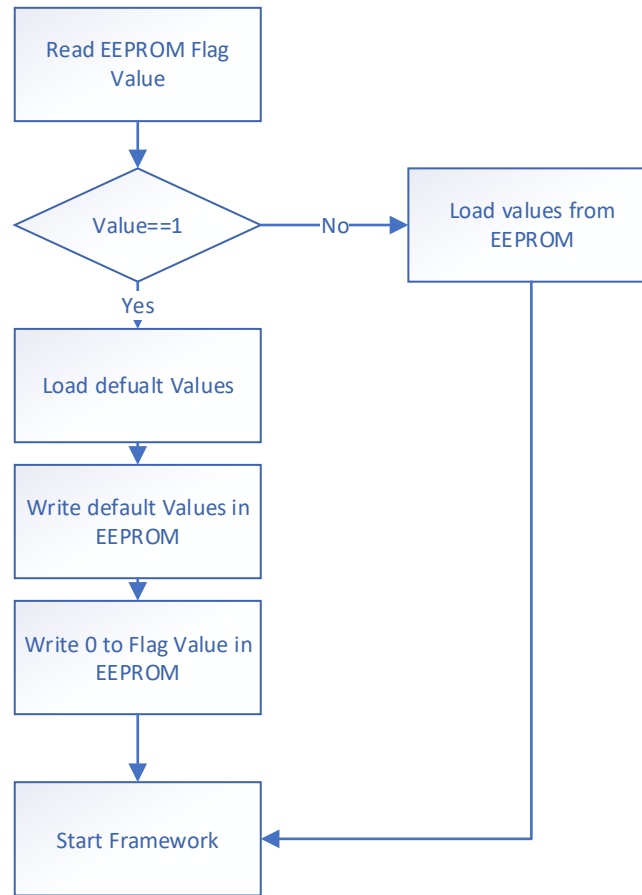 Read EEPROM Flag
Value
Value==1
No
Load values from
EEPROM
Yes
Load defualt Values
Write default Values in
EEPROM
Write 0 to Flag Value in
EEPROM
Start Framework